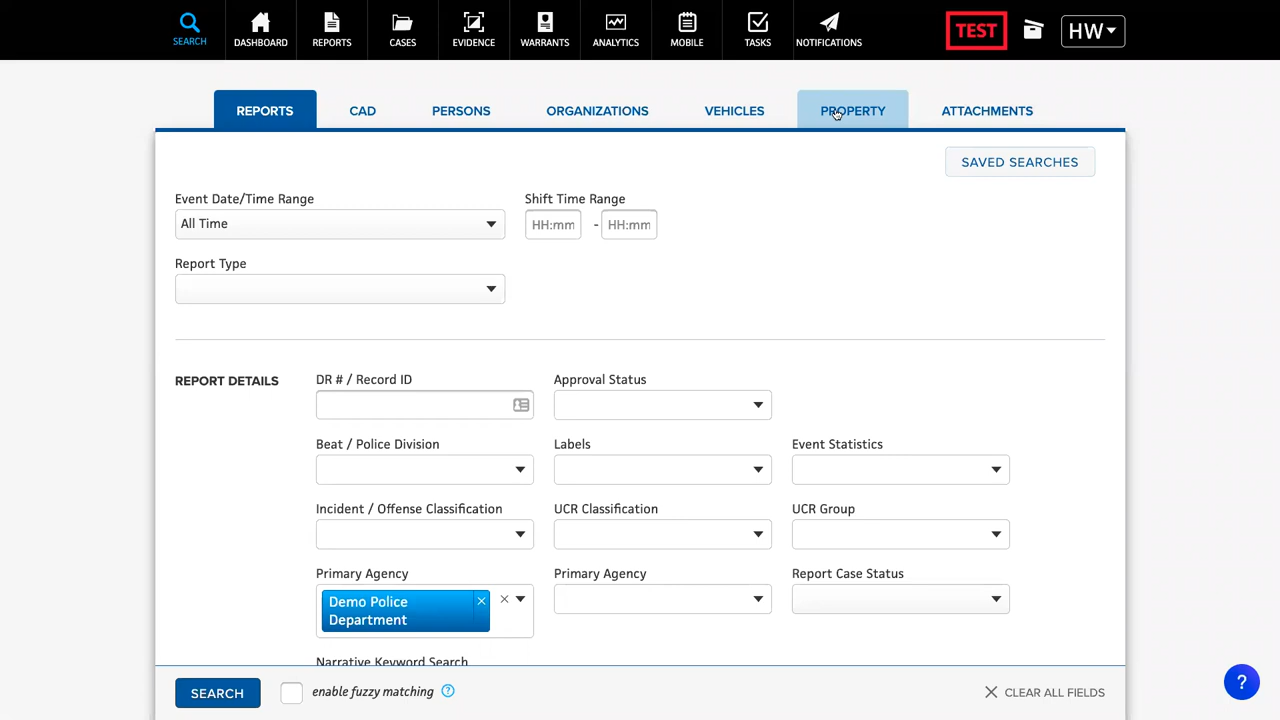 SEARCH
DASHBOARD
REPORTS
CASES
EVIDENCE
WARRANTS
ANALYTICS
MOBILE
TASKS
NOTIFICATIONS
TEST
HW
REPORTS
CAD
PERSONS
ORGANIZATIONS
VEHICLES
PROPERTY
ATTACHMENTS
SAVED SEARCHES
Event Date/Time Range
Shift Time Range
All Time
HH:mm - HH:mm
Report Type
REPORT DETAILS
DR # / Record ID
Approval Status
Beat / Police Division
Labels
Event Statistics
Incident / Offense Classification
UCR Classification
UCR Group
Primary Agency
Primary Agency
Report Case Status
Demo Police
Department
Narrative Keyword Search
SEARCH
enable fuzzy matching ?
CLEAR ALL FIELDS
?